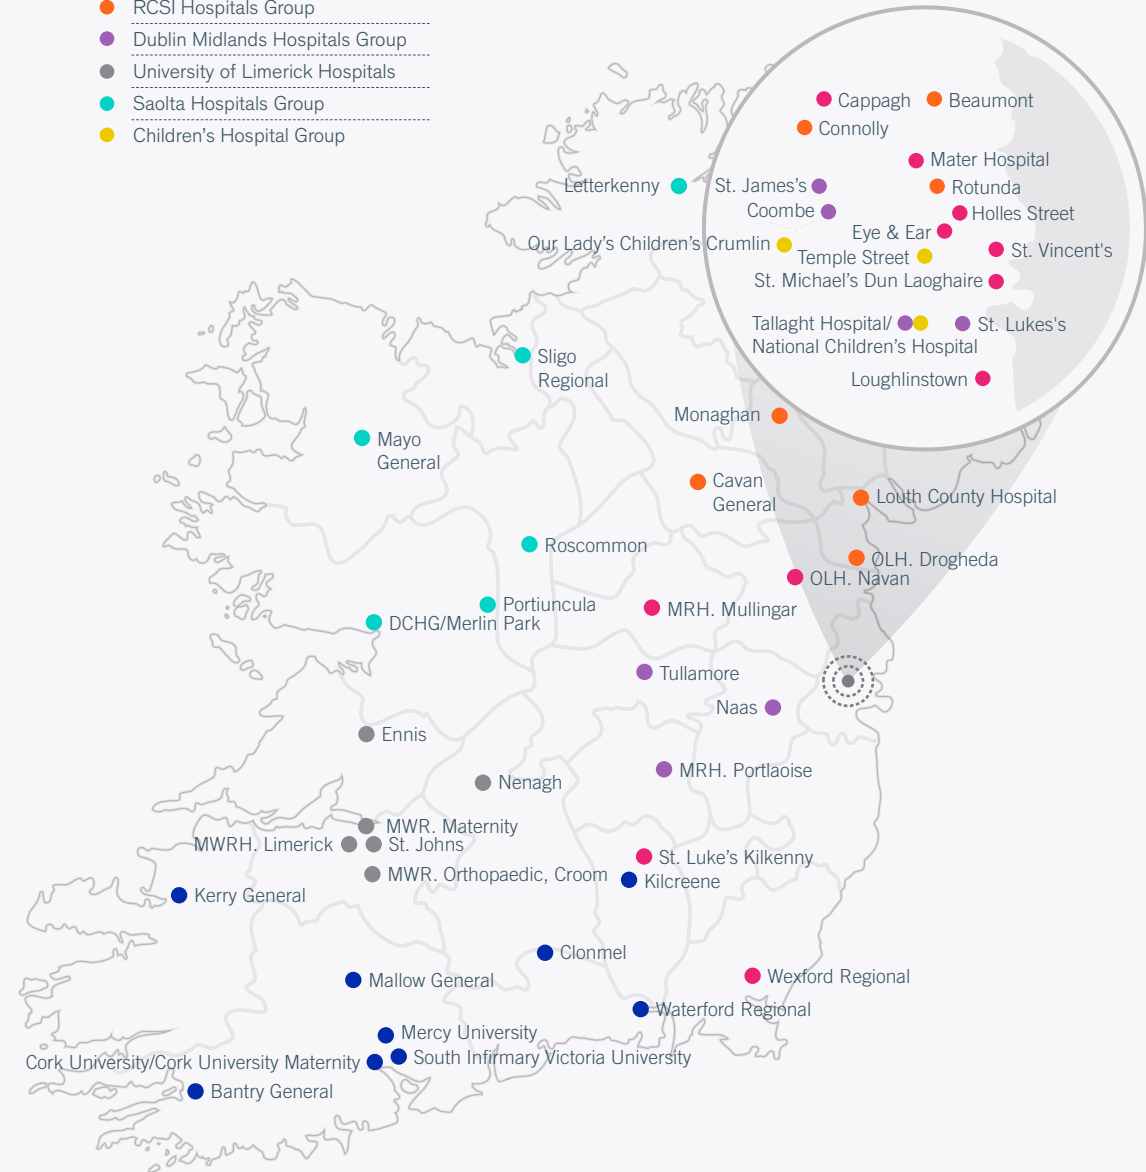 RCSI Hospitals Group
Dublin Midlands Hospitals Group
University of Limerick Hospitals
Saolta Hospitals Group
Children's Hospital Group
Cappagh
Beaumont
Connolly
Mater Hospital
Letterkenny
St. James's
Rotunda
Coombe
Holles Street
Eye & Ear
Our Lady's Children's Crumlin
St. Vincent's
Temple Street
St. Michael's Dun Laoghaire
Tallaght Hospital/
National Children's Hospital
St. Lukes's
Loughlinstown
Sligo
Regional
Monaghan
Mayo
General
Cavan
General
Louth County Hospital
Roscommon
OLH. Drogheda
OLH. Navan
Portiuncula
MRH. Mullingar
DCHG/Merlin Park
Tullamore
Naas
Ennis
MRH. Portlaoise
Nenagh
MWR. Maternity
MWRH. Limerick
St. Johns
St. Luke's Kilkenny
MWR. Orthopaedic, Croom
Kilcreene
Kerry General
Clonmel
Mallow General
Wexford Regional
Waterford Regional
Mercy University
South Infirmary Victoria University
Cork University/Cork University Maternity
Bantry General